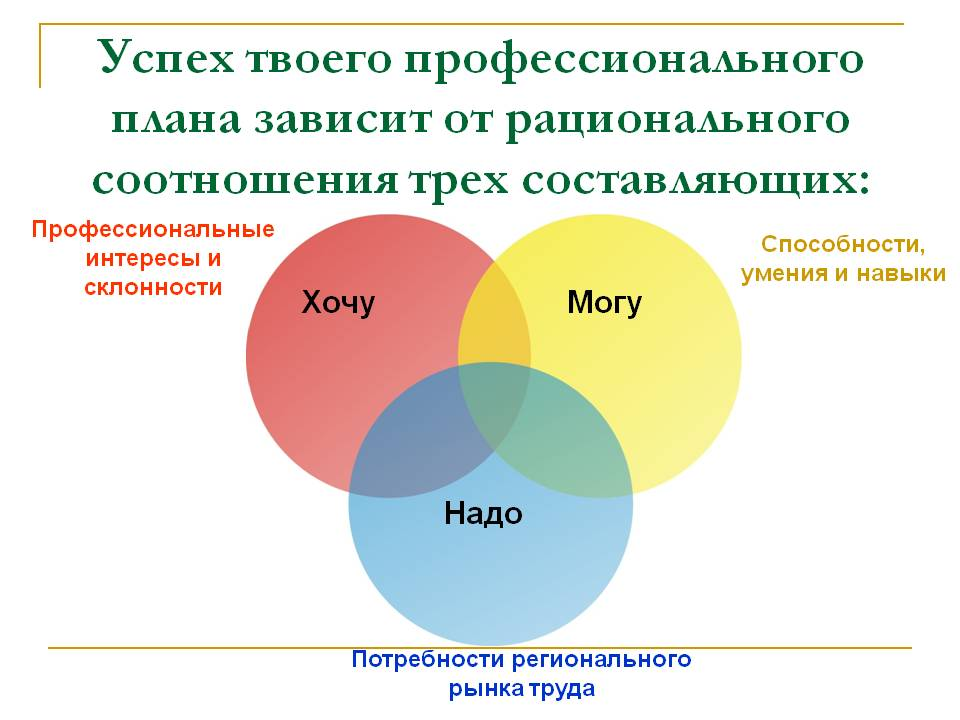 Успех твоего профессионального
плана зависит от рационального
соотношения трех составляющих:
Профессиональные
интересы и
склонности
Способности,
умения и навыки
Хочу
Могу
Надо
Потребности регионального
рынка труда